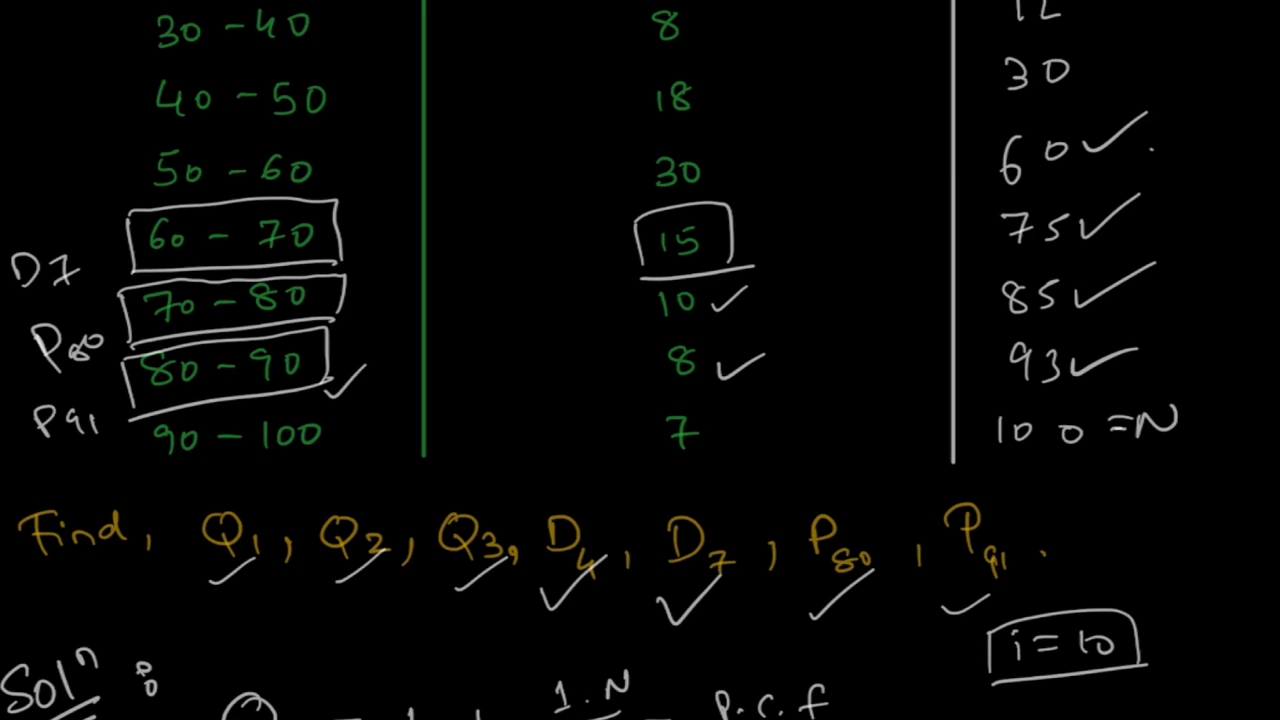 30 - 40 8 12
40 - 50 18 30
50 - 60 30 60
60 - 70 15 75
D7
70 - 80 10 85
P80
80 - 90 8 93
P91
90 - 100 7 100 = N
Find, Q1, Q2, Q3, D4, D7, P80, P91.
i = 10
Solⁿ :
1. N
P.c.f